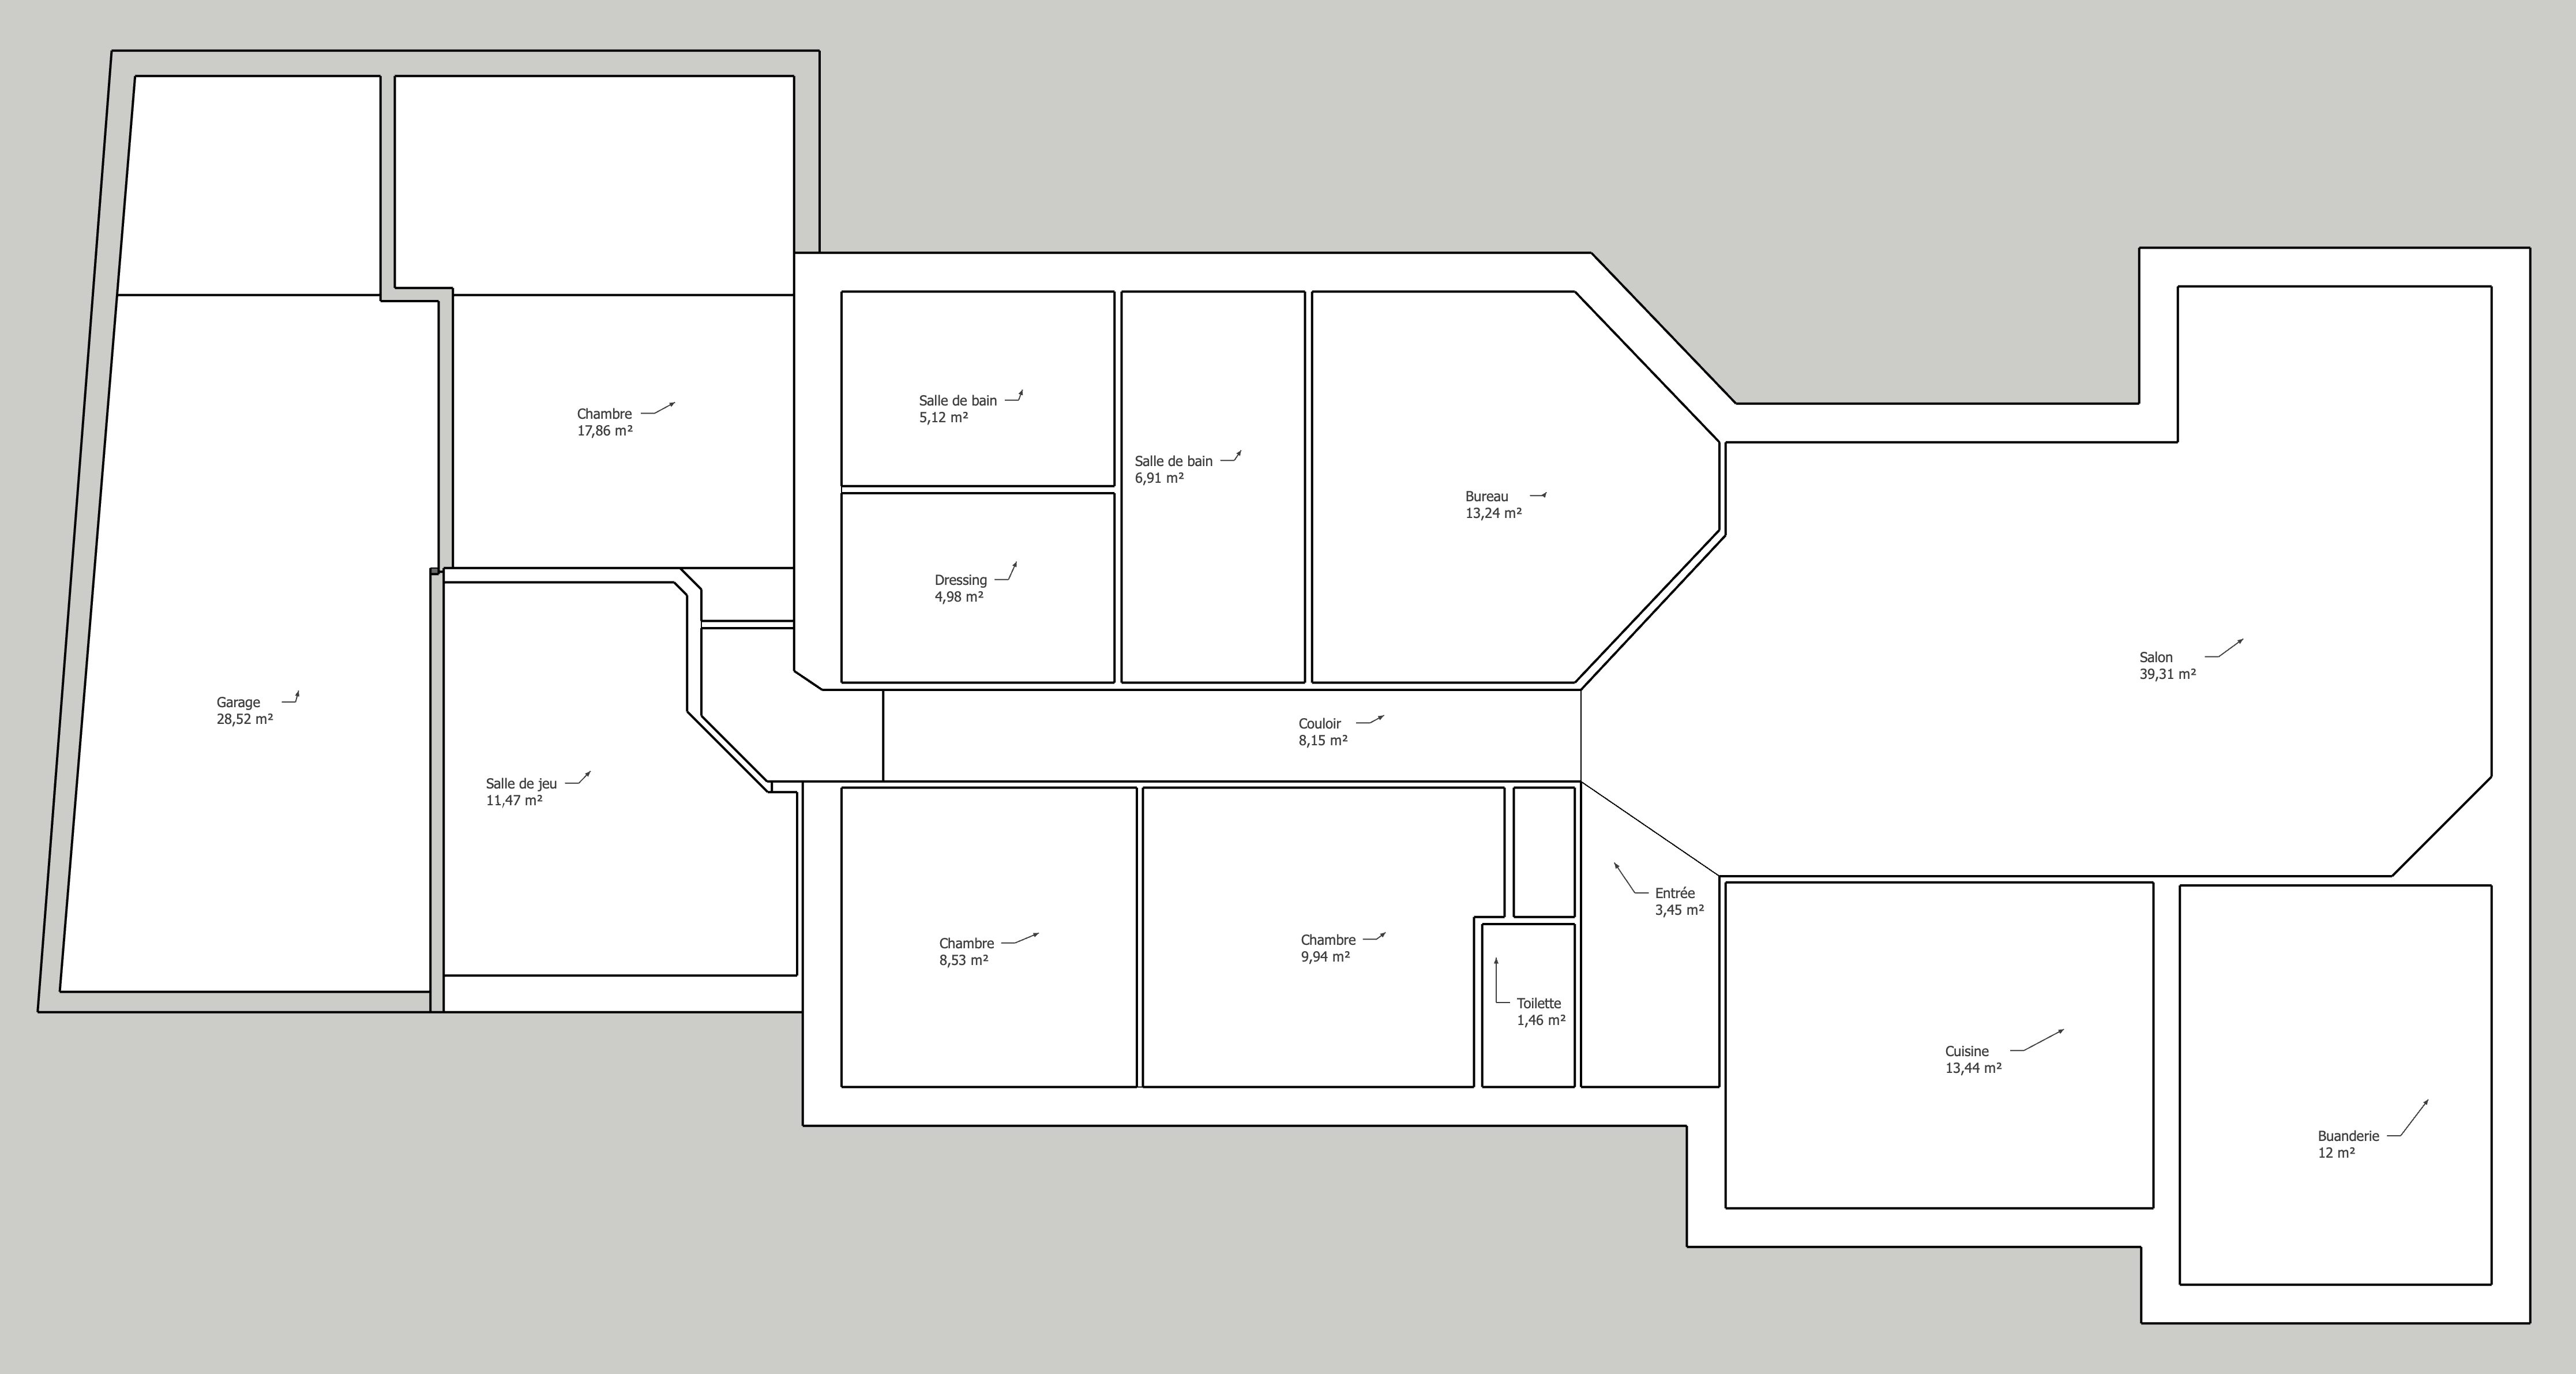 Salle de bain
5,12 m²
Chambre
17,86 m²
Salle de bain
6,91 m²
Bureau
13,24 m²
Dressing
4,98 m²
Salon
39,31 m²
Garage
28,52 m²
Couloir
8,15 m²
Salle de jeu
11,47 m²
Entrée
3,45 m²
Chambre
8,53 m²
Chambre
9,94 m²
Toilette
1,46 m²
Cuisine
13,44 m²
Buanderie
12 m²